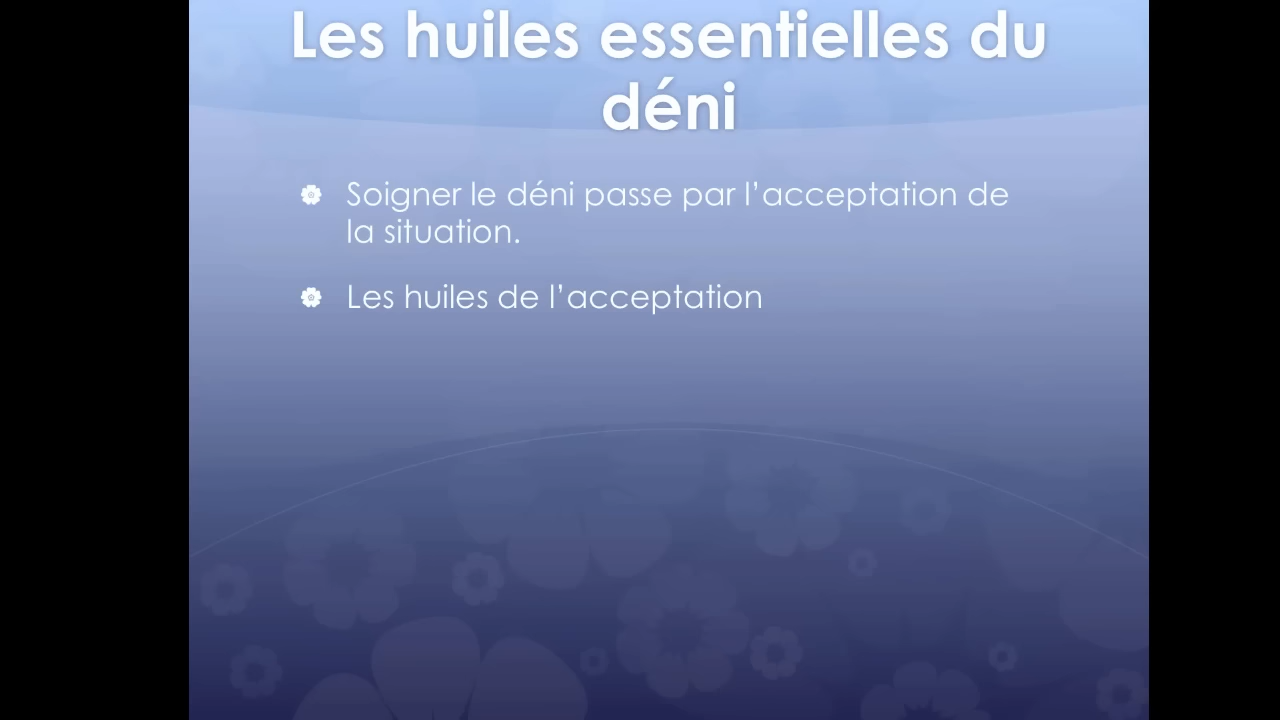 Les huiles essentielles du
déni
Soigner le déni passe par l’acceptation de
la situation.
Les huiles de l’acceptation